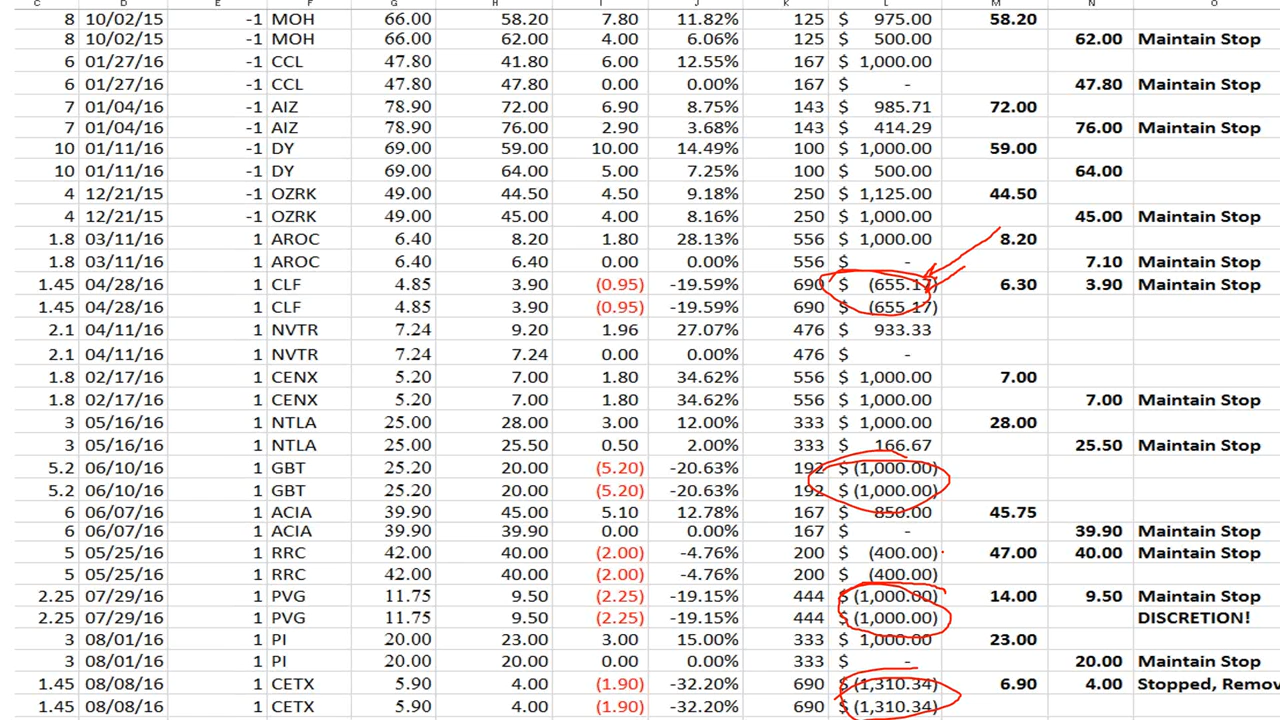 C D E F G H I J K L M N O
8 10/02/15 -1 MOH 66.00 58.20 7.80 11.82% 125 $ 975.00 58.20
8 10/02/15 -1 MOH 66.00 62.00 4.00 6.06% 125 $ 500.00 62.00 Maintain Stop
6 01/27/16 -1 CCL 47.80 41.80 6.00 12.55% 167 $ 1,000.00
6 01/27/16 -1 CCL 47.80 47.80 0.00 0.00% 167 $ - 47.80 Maintain Stop
7 01/04/16 -1 AIZ 78.90 72.00 6.90 8.75% 143 $ 985.71 72.00
7 01/04/16 -1 AIZ 78.90 76.00 2.90 3.68% 143 $ 414.29 76.00 Maintain Stop
10 01/11/16 -1 DY 69.00 59.00 10.00 14.49% 100 $ 1,000.00 59.00
10 01/11/16 -1 DY 69.00 64.00 5.00 7.25% 100 $ 500.00 64.00
4 12/21/15 -1 OZRK 49.00 44.50 4.50 9.18% 250 $ 1,125.00 44.50
4 12/21/15 -1 OZRK 49.00 45.00 4.00 8.16% 250 $ 1,000.00 45.00 Maintain Stop
1.8 03/11/16 1 AROC 6.40 8.20 1.80 28.13% 556 $ 1,000.00 8.20
1.8 03/11/16 1 AROC 6.40 6.40 0.00 0.00% 556 $ - 7.10 Maintain Stop
1.45 04/28/16 1 CLF 4.85 3.90 (0.95) -19.59% 690 $ (655.17) 6.30 3.90 Maintain Stop
1.45 04/28/16 1 CLF 4.85 3.90 (0.95) -19.59% 690 $ (655.17)
2.1 04/11/16 1 NVTR 7.24 9.20 1.96 27.07% 476 $ 933.33
2.1 04/11/16 1 NVTR 7.24 7.24 0.00 0.00% 476 $ -
1.8 02/17/16 1 CENX 5.20 7.00 1.80 34.62% 556 $ 1,000.00 7.00
1.8 02/17/16 1 CENX 5.20 7.00 1.80 34.62% 556 $ 1,000.00 7.00 Maintain Stop
3 05/16/16 1 NTLA 25.00 28.00 3.00 12.00% 333 $ 1,000.00 28.00
3 05/16/16 1 NTLA 25.00 25.50 0.50 2.00% 333 $ 166.67 25.50 Maintain Stop
5.2 06/10/16 1 GBT 25.20 20.00 (5.20) -20.63% 192 $ (1,000.00)
5.2 06/10/16 1 GBT 25.20 20.00 (5.20) -20.63% 192 $ (1,000.00)
6 06/07/16 1 ACIA 39.90 45.00 5.10 12.78% 167 $ 850.00 45.75
6 06/07/16 1 ACIA 39.90 39.90 0.00 0.00% 167 $ - 39.90 Maintain Stop
5 05/25/16 1 RRC 42.00 40.00 (2.00) -4.76% 200 $ (400.00) 47.00 40.00 Maintain Stop
5 05/25/16 1 RRC 42.00 40.00 (2.00) -4.76% 200 $ (400.00)
2.25 07/29/16 1 PVG 11.75 9.50 (2.25) -19.15% 444 $ (1,000.00) 14.00 9.50 Maintain Stop
2.25 07/29/16 1 PVG 11.75 9.50 (2.25) -19.15% 444 $ (1,000.00) DISCRETION!
3 08/01/16 1 PI 20.00 23.00 3.00 15.00% 333 $ 1,000.00 23.00
3 08/01/16 1 PI 20.00 20.00 0.00 0.00% 333 $ - 20.00 Maintain Stop
1.45 08/08/16 1 CETX 5.90 4.00 (1.90) -32.20% 690 $ (1,310.34) 6.90 4.00 Stopped, Remov
1.45 08/08/16 1 CETX 5.90 4.00 (1.90) -32.20% 690 $ (1,310.34)